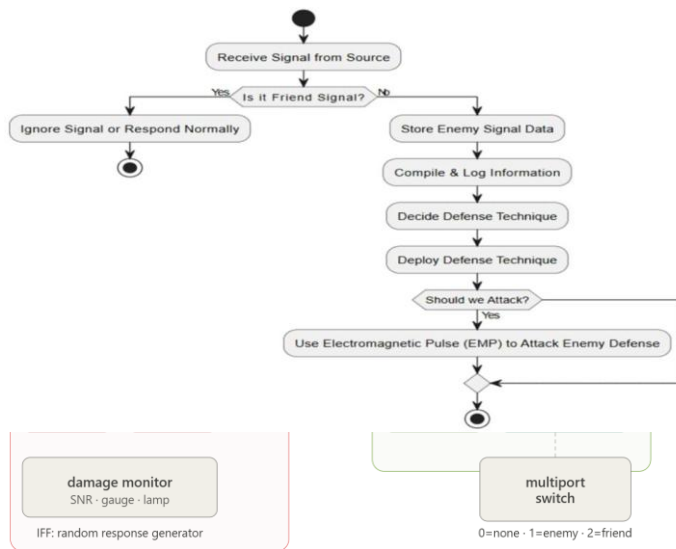 Receive Signal from Source
Yes
Is it Friend Signal?
No
Ignore Signal or Respond Normally
Store Enemy Signal Data
Compile & Log Information
Decide Defense Technique
Deploy Defense Technique
Should we Attack?
Yes
Use Electromagnetic Pulse (EMP) to Attack Enemy Defense
damage monitor
SNR · gauge · lamp
IFF: random response generator
multiport
switch
0=none · 1=enemy · 2=friend